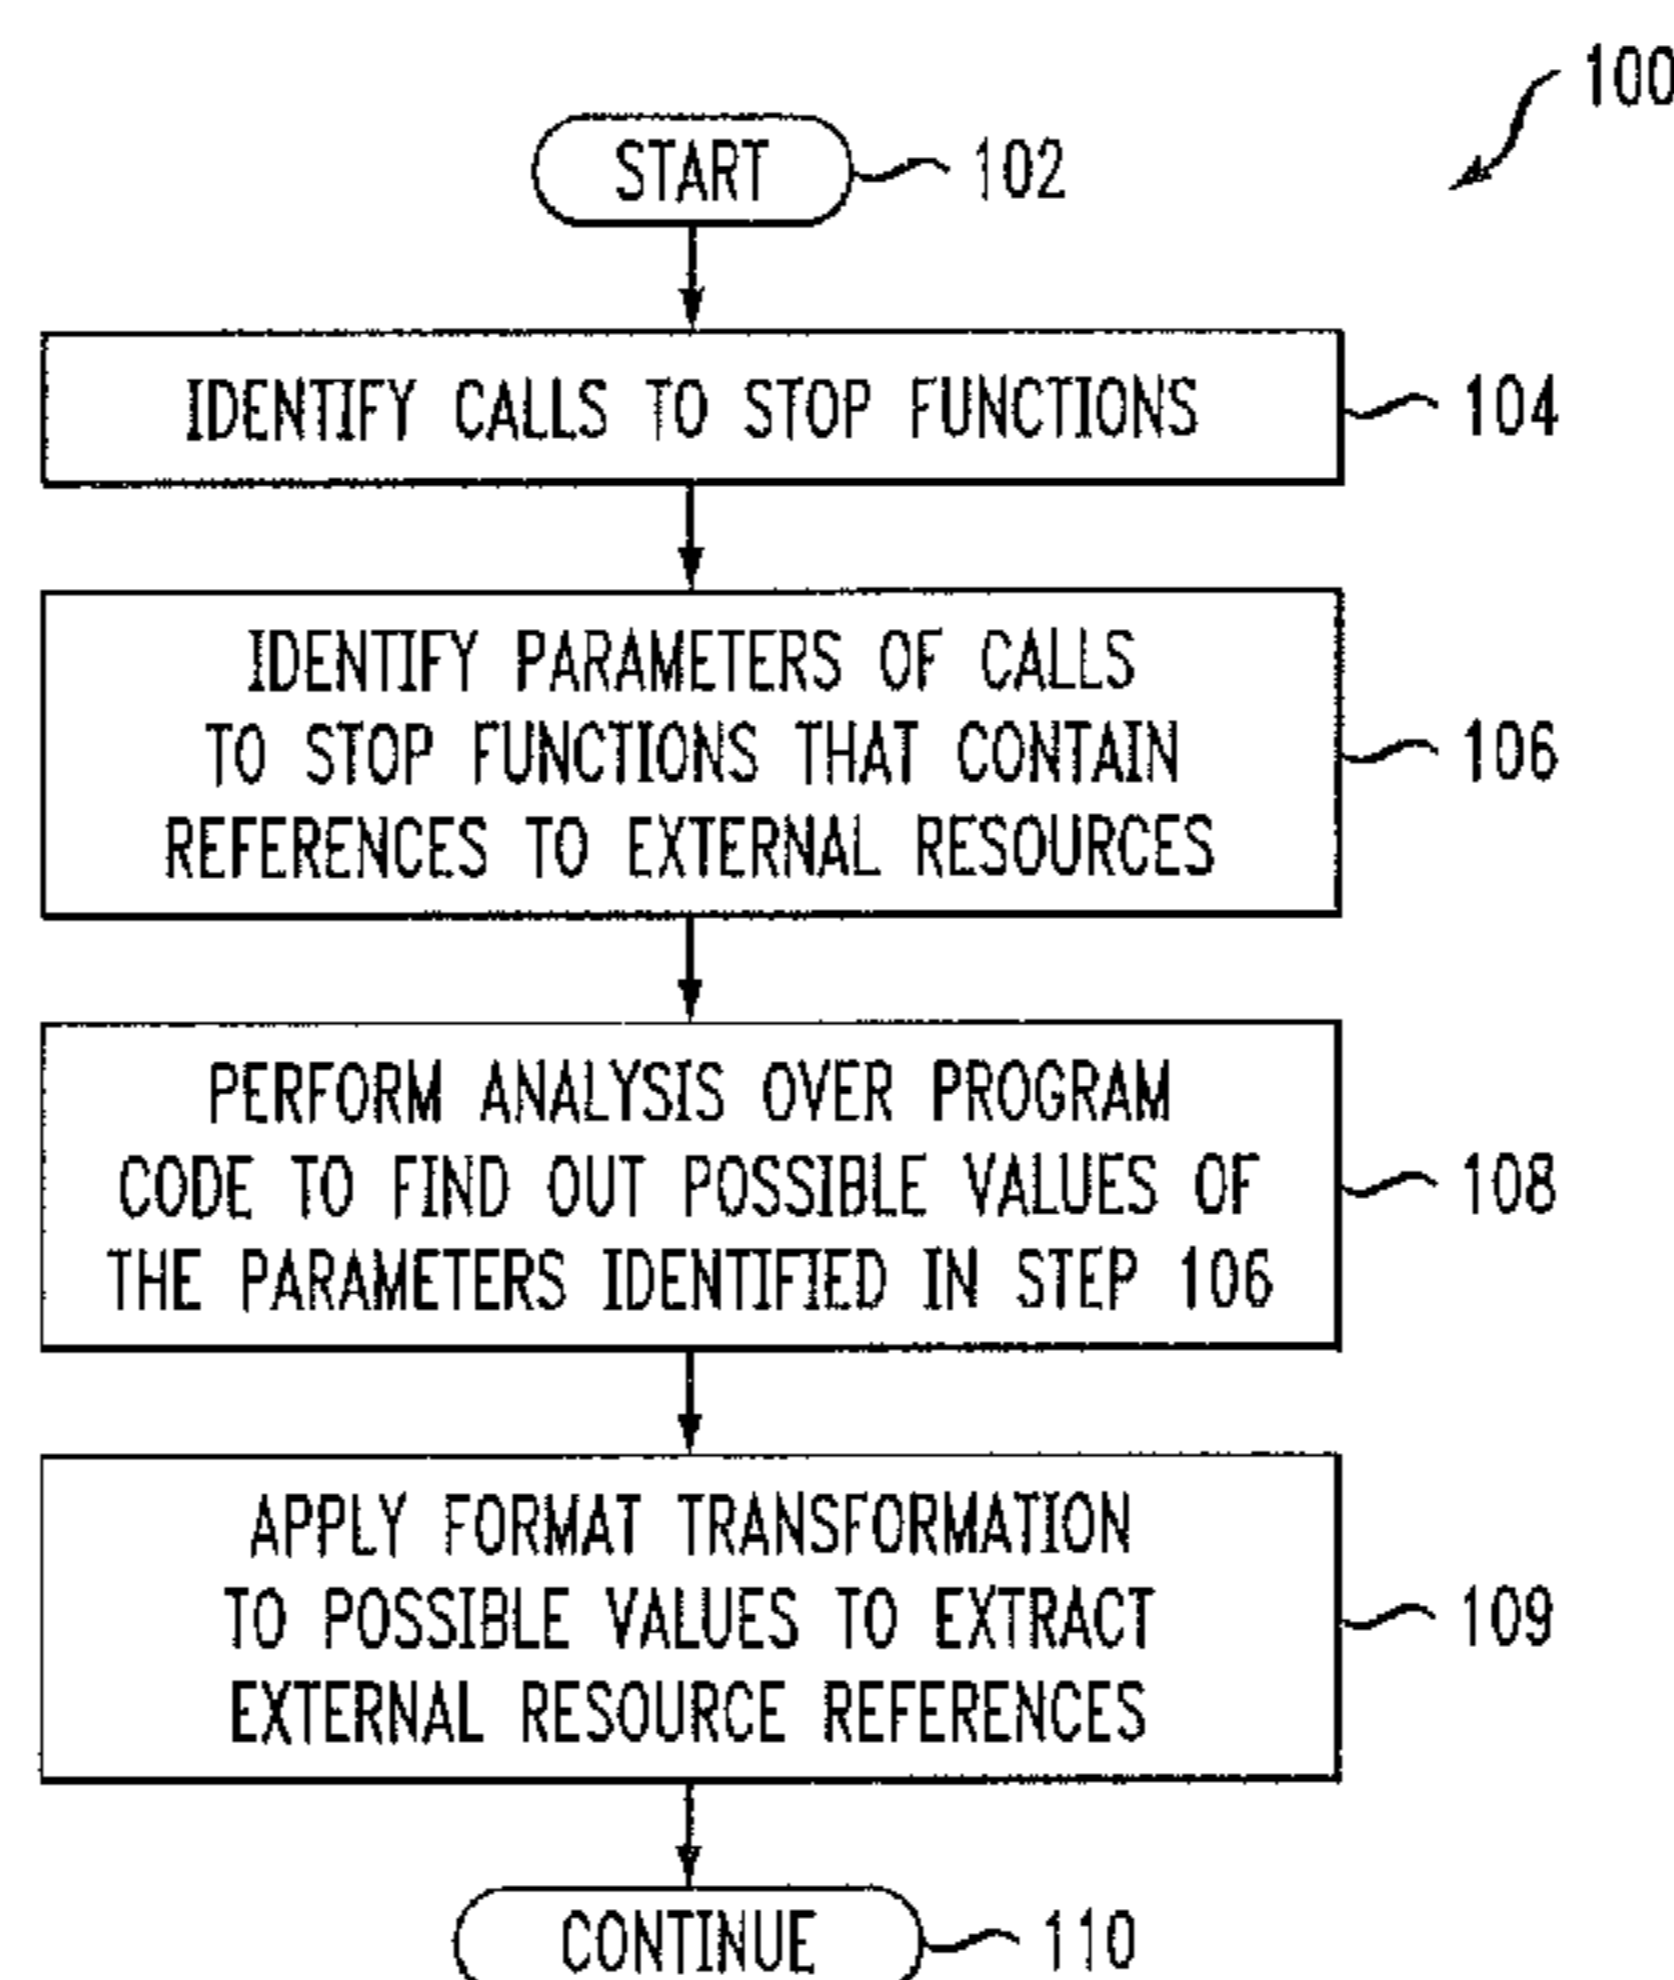 100
START
102
IDENTIFY CALLS TO STOP FUNCTIONS
104
IDENTIFY PARAMETERS OF CALLS
TO STOP FUNCTIONS THAT CONTAIN
REFERENCES TO EXTERNAL RESOURCES
106
PERFORM ANALYSIS OVER PROGRAM
CODE TO FIND OUT POSSIBLE VALUES OF
THE PARAMETERS IDENTIFIED IN STEP 106
108
APPLY FORMAT TRANSFORMATION
TO POSSIBLE VALUES TO EXTRACT
EXTERNAL RESOURCE REFERENCES
109
CONTINUE
110